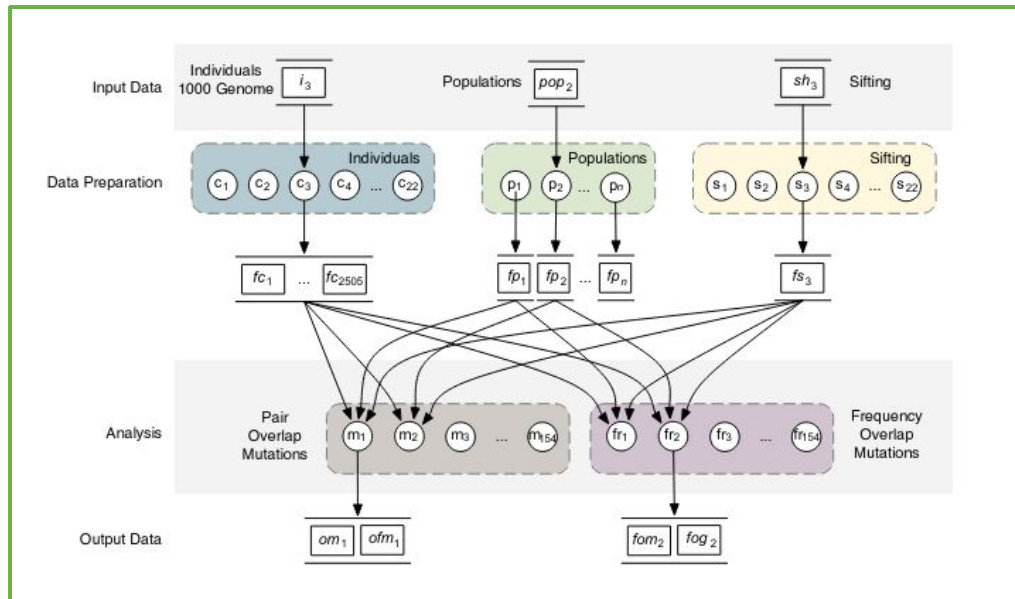 Input Data
Individuals
1000 Genome
i3
Populations
pop2
sh3
Sifting
Data Preparation
Individuals
c1 c2 c3 c4 ... c22
Populations
p1 p2 ... pn
Sifting
s1 s2 s3 s4 ... s22
fc1 ... fc2505
fp1 fp2 ... fpn
fs3
Analysis
Pair
Overlap
Mutations
m1 m2 m3 ... m154
fr1 fr2 fr3 ... fr154
Frequency
Overlap
Mutations
Output Data
om1 ofm1
fom2 fog2